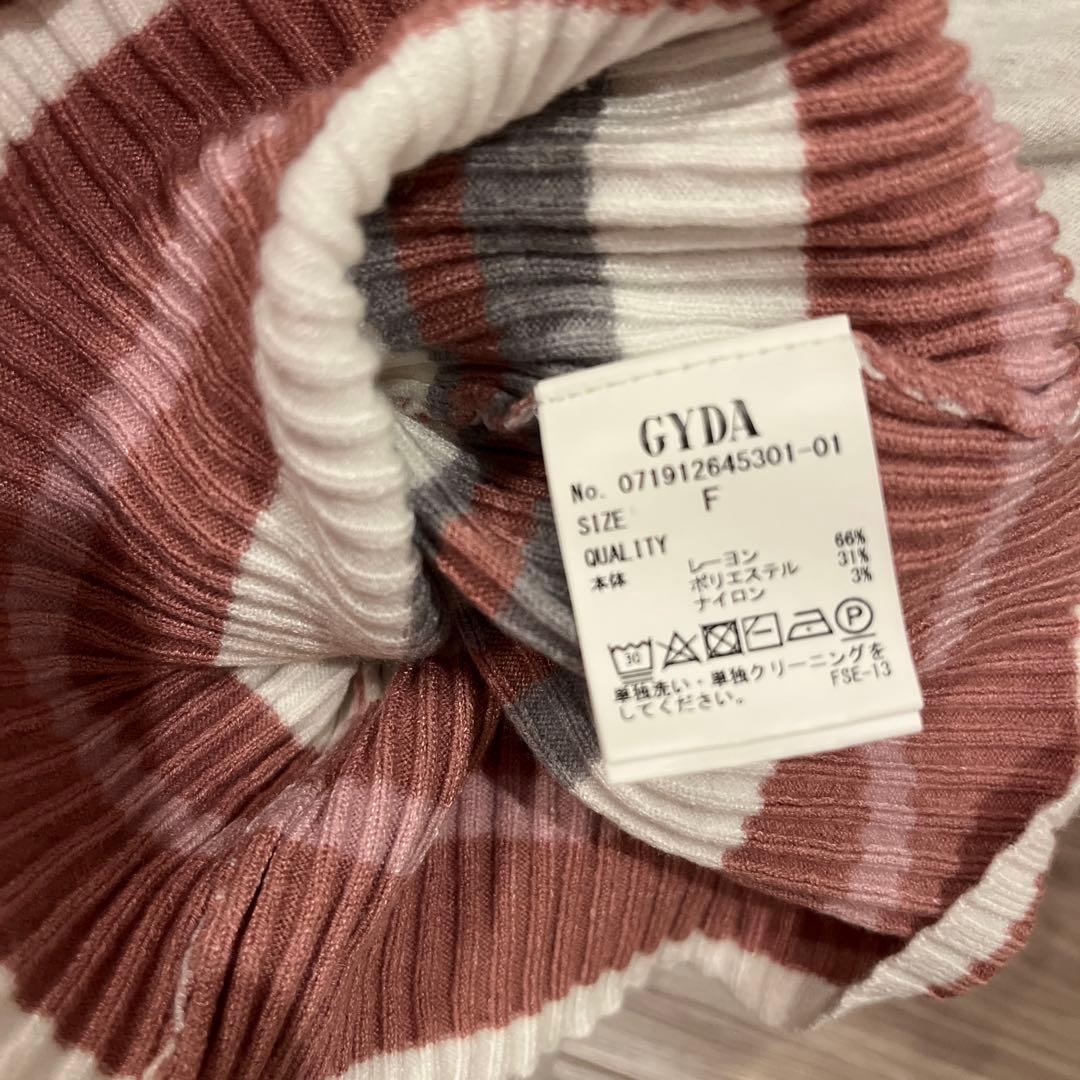 GYDA
No. 071912645301-01
SIZE F
QUALITY
本体 レーヨン 66%
ポリエステル 31%
ナイロン 3%
30 P
単独洗い・単独クリーニングを
してください。 FSE-13